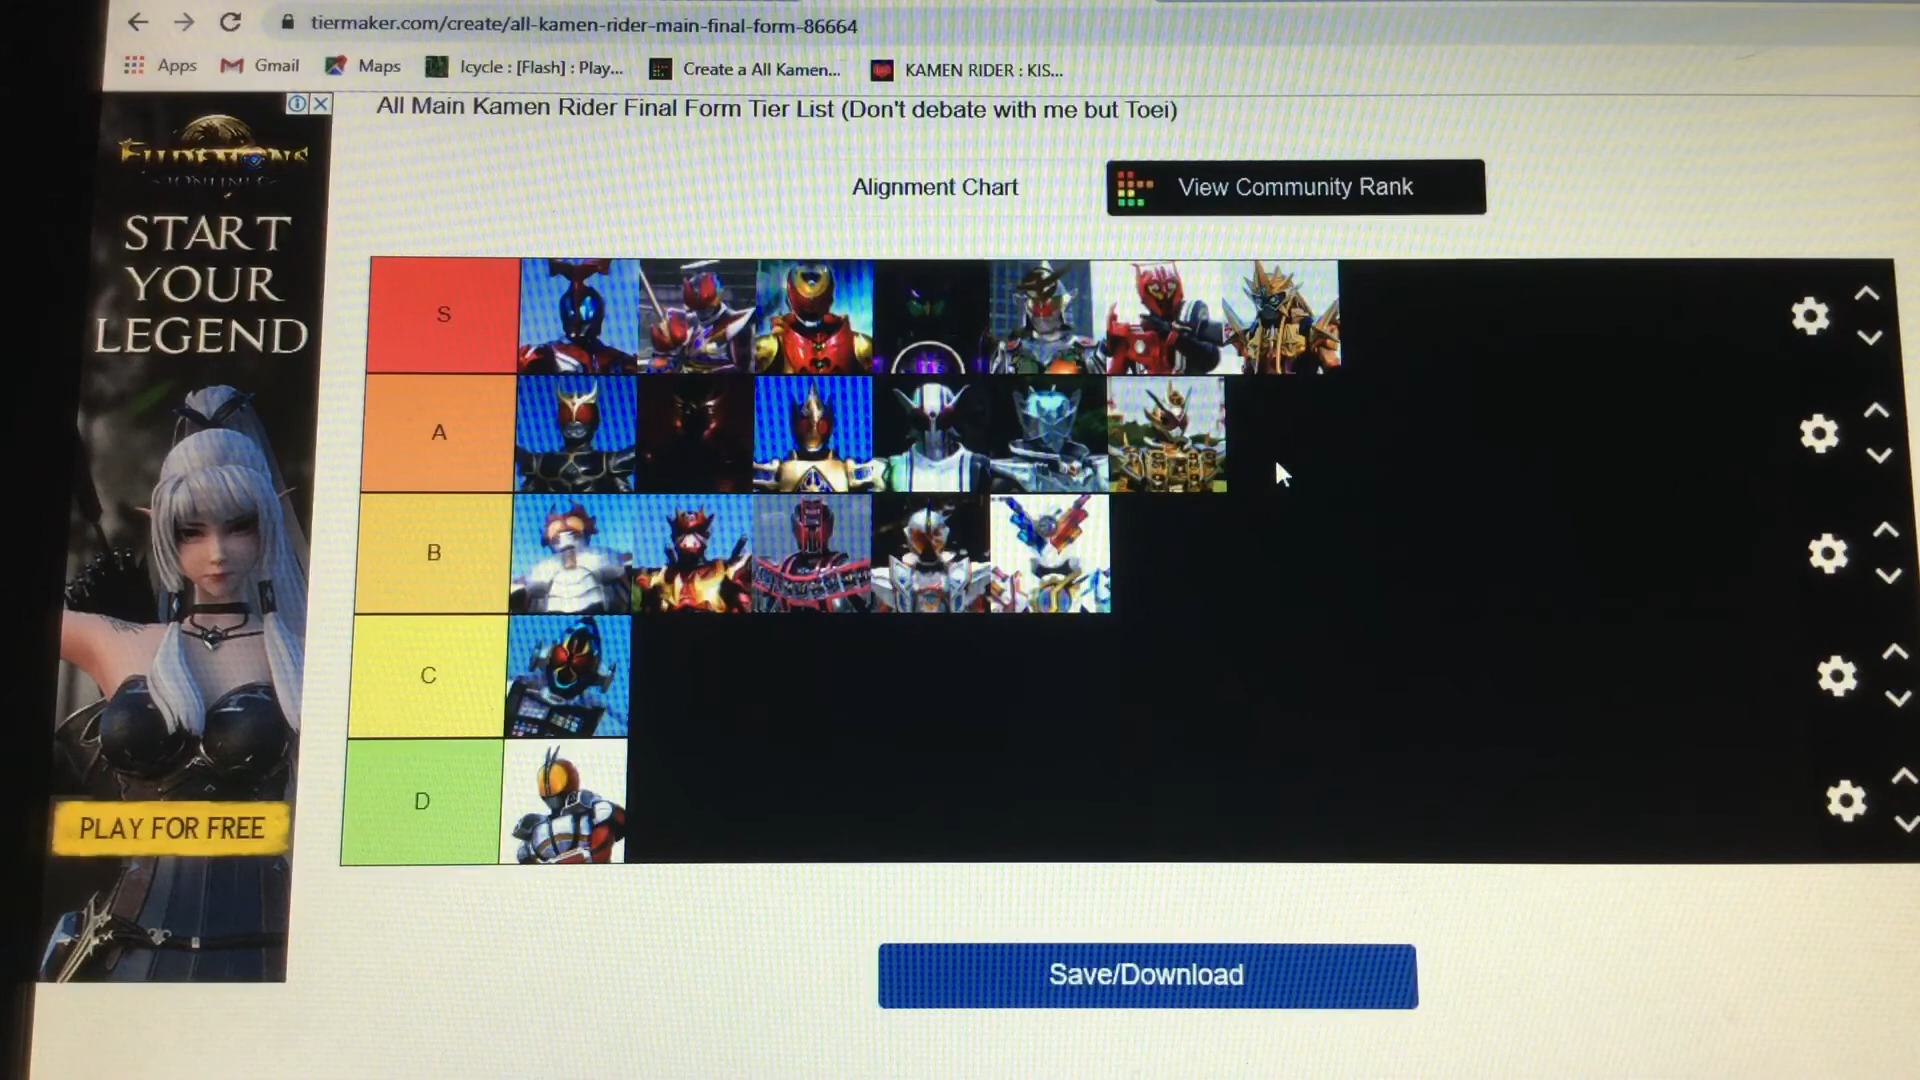 tiermaker.com/create/all-kamen-rider-main-final-form-86664
Apps Gmail Maps Icycle : [Flash] : Play... Create a All Kamen... KAMEN RIDER : KIS...
All Main Kamen Rider Final Form Tier List (Don't debate with me but Toei)
Alignment Chart
View Community Rank
START
YOUR
LEGEND
PLAY FOR FREE
S
A
B
C
D
Save/Download